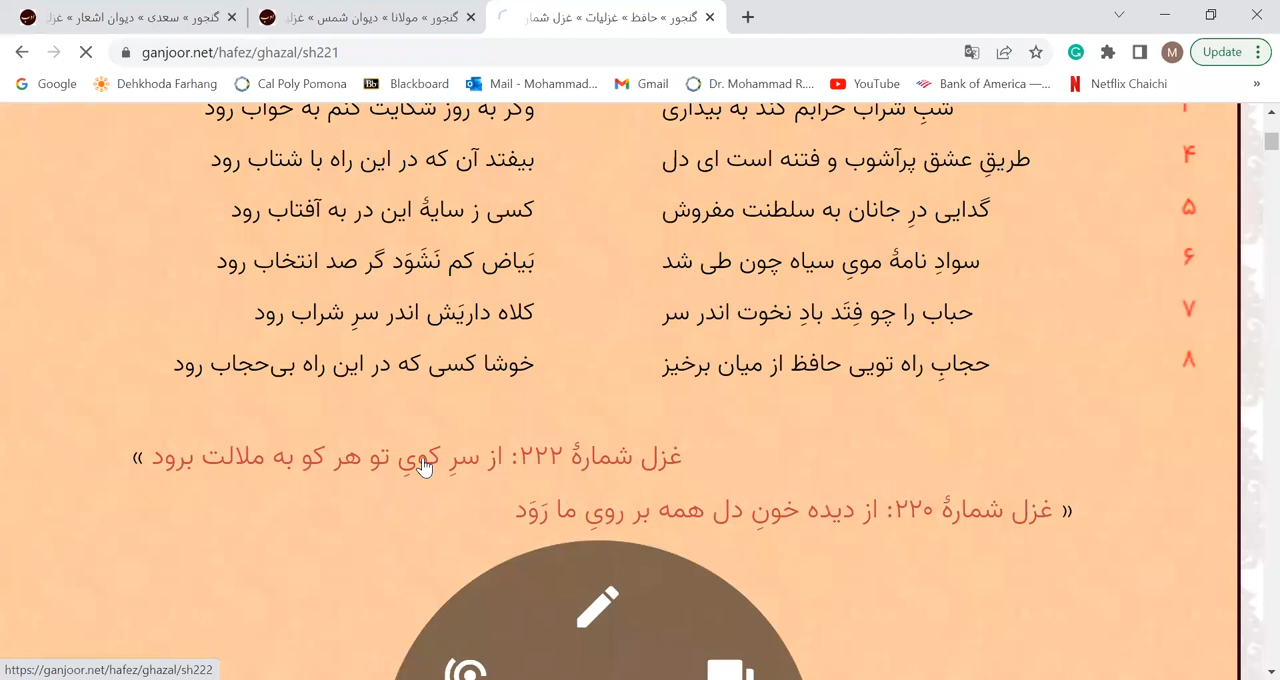 گنجور » سعدی » دیوان اشعار » غزل
گنجور » مولانا » دیوان شمس » غزل
گنجور » حافظ » غزلیات » غزل شمار
ganjoor.net/hafez/ghazal/sh221
M
Update
Google
Dehkhoda Farhang
Cal Poly Pomona
Bb
Blackboard
Mail - Mohammad...
Gmail
Dr. Mohammad R....
YouTube
Bank of America —...
Netflix Chaichi
»
شبِ شراب خرابم کند به بیداری
وگر به روز شکایت کنم به خواب رود
۴
طریقِ عشق پرآشوب و فتنه است ای دل
بیفتد آن که در این راه با شتاب رود
۵
گدایی درِ جانان به سلطنت مفروش
کسی ز سایهٔ این در به آفتاب رود
۶
سوادِ نامهٔ مویِ سیاه چون طی شد
بَیاض کم نَشَوَد گر صد انتخاب رود
۷
حباب را چو فِتَد بادِ نخوت اندر سر
کلاه داریَش اندر سرِ شراب رود
۸
حجابِ راه تویی حافظ از میان برخیز
خوشا کسی که در این راه بی‌حجاب رود
غزل شمارهٔ ۲۲۲: از سرِ کویِ تو هر کو به ملالت برود »
« غزل شمارهٔ ۲۲۰: از دیده خونِ دل همه بر رویِ ما رَوَد
https://ganjoor.net/hafez/ghazal/sh222